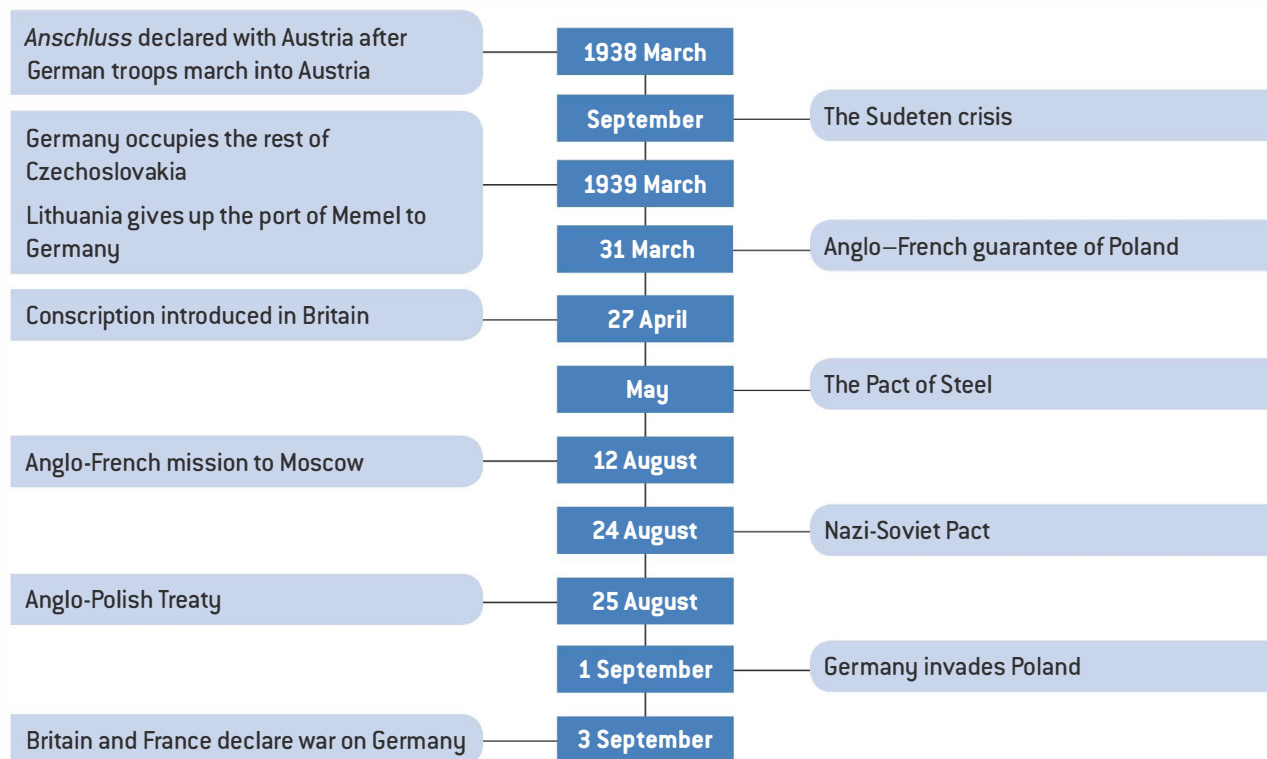 Anschluss declared with Austria after
German troops march into Austria
1938 March
September
The Sudeten crisis
Germany occupies the rest of
Czechoslovakia
Lithuania gives up the port of Memel to
Germany
1939 March
31 March
Anglo–French guarantee of Poland
Conscription introduced in Britain
27 April
May
The Pact of Steel
Anglo-French mission to Moscow
12 August
24 August
Nazi-Soviet Pact
Anglo-Polish Treaty
25 August
1 September
Germany invades Poland
Britain and France declare war on Germany
3 September